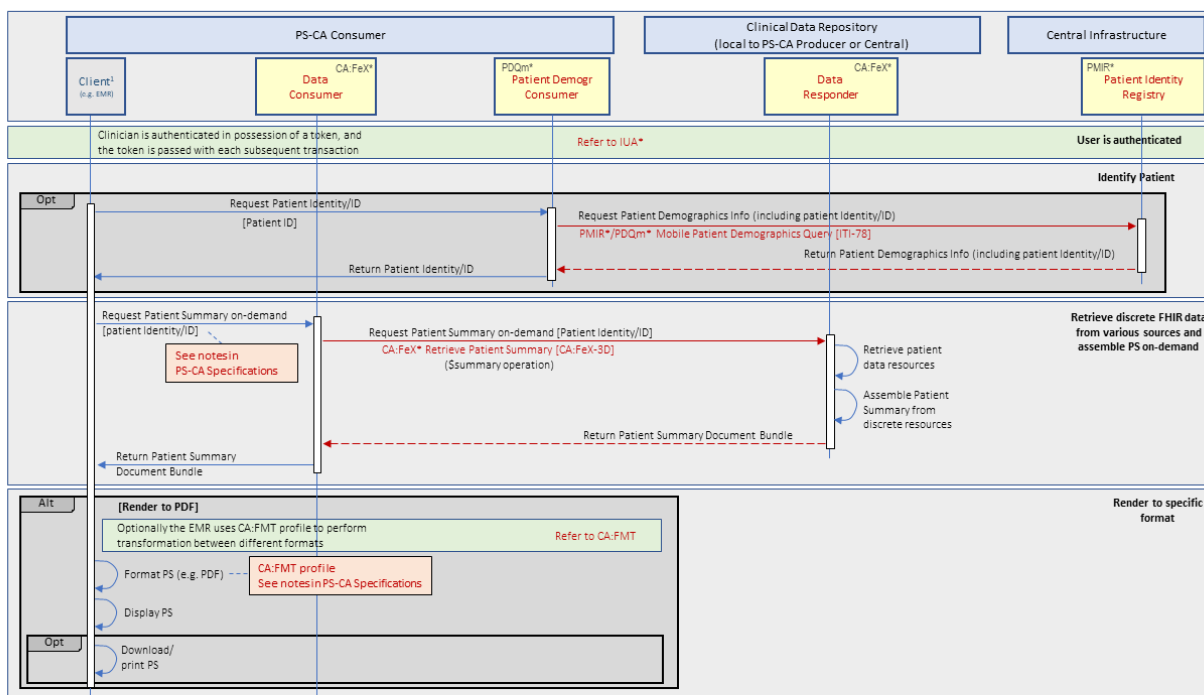 PS-CA Consumer
Clinical Data Repository
(local to PS-CA Producer or Central)
Central Infrastructure
Client1
(e.g. EMR)
CA:FeX*
Data
Consumer
PDQm*
Patient Demogr
Consumer
CA:FeX*
Data
Responder
PMIR*
Patient Identity
Registry
Clinician is authenticated in possession of a token, and
the token is passed with each subsequent transaction
Refer to IUA*
User is authenticated
Identify Patient
Opt
Request Patient Identity/ID
[Patient ID]
Request Patient Demographics Info (including patient Identity/ID)
PMIR*/PDQm* Mobile Patient Demographics Query [ITI-78]
Return Patient Demographics Info (including patient Identity/ID)
Return Patient Identity/ID
Retrieve discrete FHIR data
from various sources and
assemble PS on-demand
Request Patient Summary on-demand
[patient Identity/ID]
See notes in
PS-CA Specifications
Request Patient Summary on-demand [Patient Identity/ID]
CA:FeX* Retrieve Patient Summary [CA:FeX-3D]
($summary operation)
Retrieve patient
data resources
Assemble Patient
Summary from
discrete resources
Return Patient Summary Document Bundle
Return Patient Summary
Document Bundle
Render to specific
format
Alt
[Render to PDF]
Optionally the EMR uses CA:FMT profile to perform
transformation between different formats
Refer to CA:FMT
Format PS (e.g. PDF)
CA:FMT profile
See notes in PS-CA Specifications
Display PS
Opt
Download/
print PS